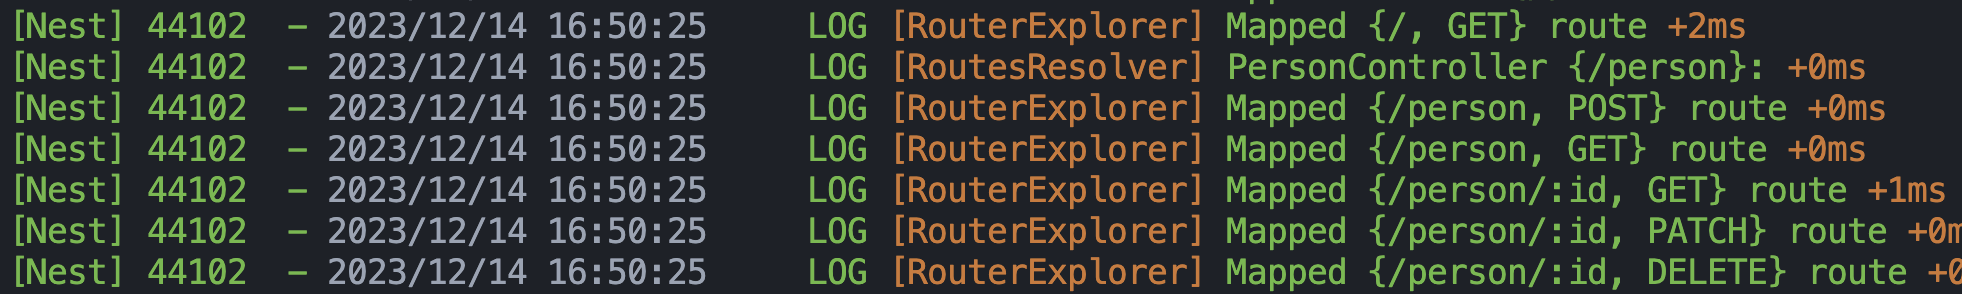 [Nest] 44102  - 2023/12/14 16:50:25     LOG [RouterExplorer] Mapped {/, GET} route +2ms
[Nest] 44102  - 2023/12/14 16:50:25     LOG [RoutesResolver] PersonController {/person}: +0ms
[Nest] 44102  - 2023/12/14 16:50:25     LOG [RouterExplorer] Mapped {/person, POST} route +0ms
[Nest] 44102  - 2023/12/14 16:50:25     LOG [RouterExplorer] Mapped {/person, GET} route +0ms
[Nest] 44102  - 2023/12/14 16:50:25     LOG [RouterExplorer] Mapped {/person/:id, GET} route +1ms
[Nest] 44102  - 2023/12/14 16:50:25     LOG [RouterExplorer] Mapped {/person/:id, PATCH} route +0m
[Nest] 44102  - 2023/12/14 16:50:25     LOG [RouterExplorer] Mapped {/person/:id, DELETE} route +0